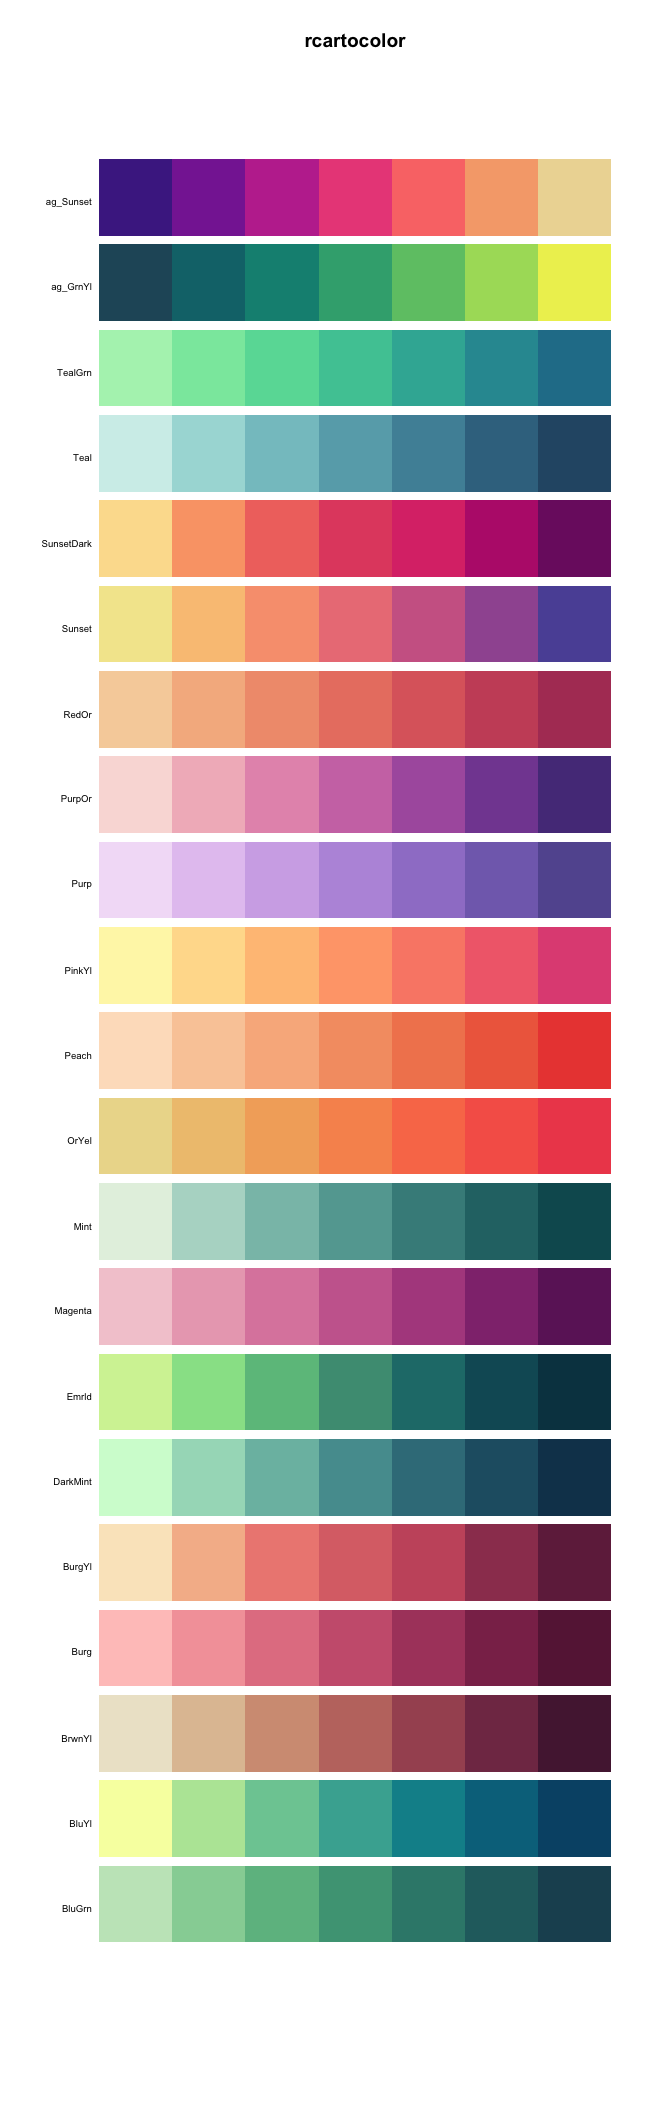 rcartocolor
ag_Sunset
ag_GrnYl
TealGrn
Teal
SunsetDark
Sunset
RedOr
PurpOr
Purp
PinkYl
Peach
OrYel
Mint
Magenta
Emrld
DarkMint
BurgYl
Burg
BrwnYl
BluYl
BluGrn